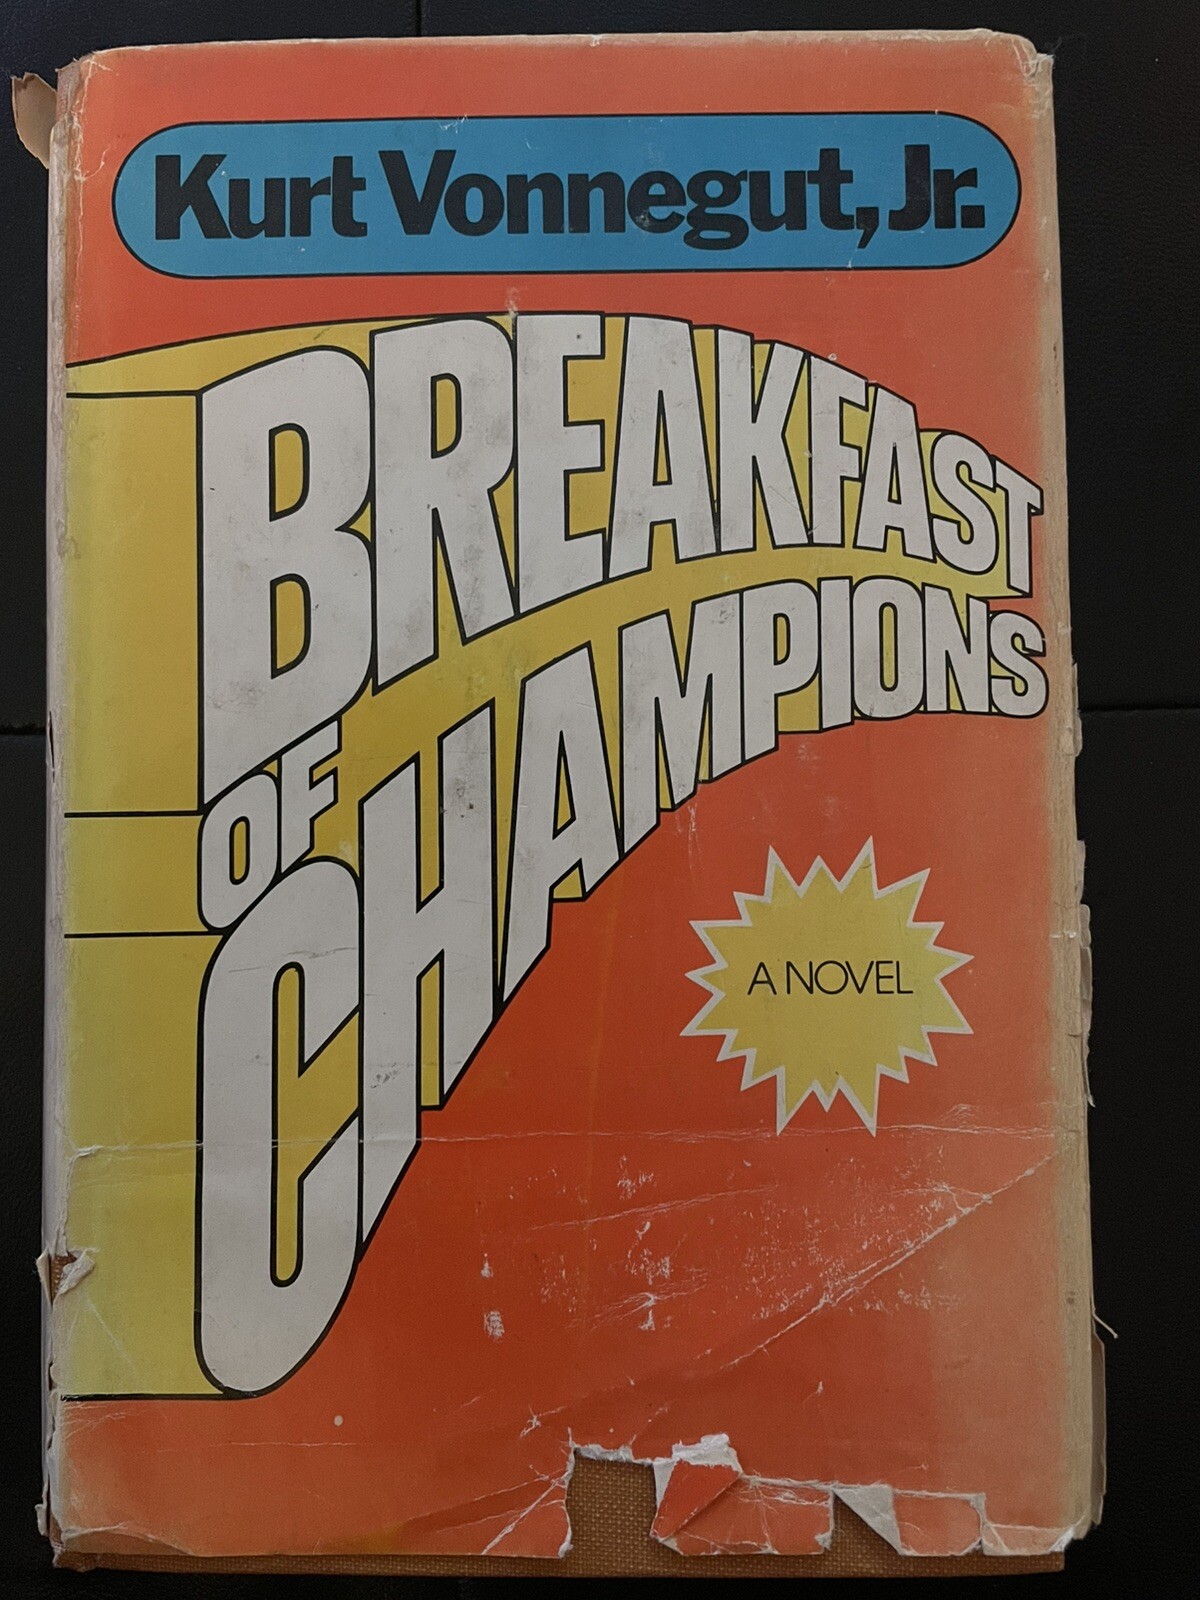 Kurt Vonnegut, Jr.
BREAKFAST
OF
CHAMPIONS
A NOVEL